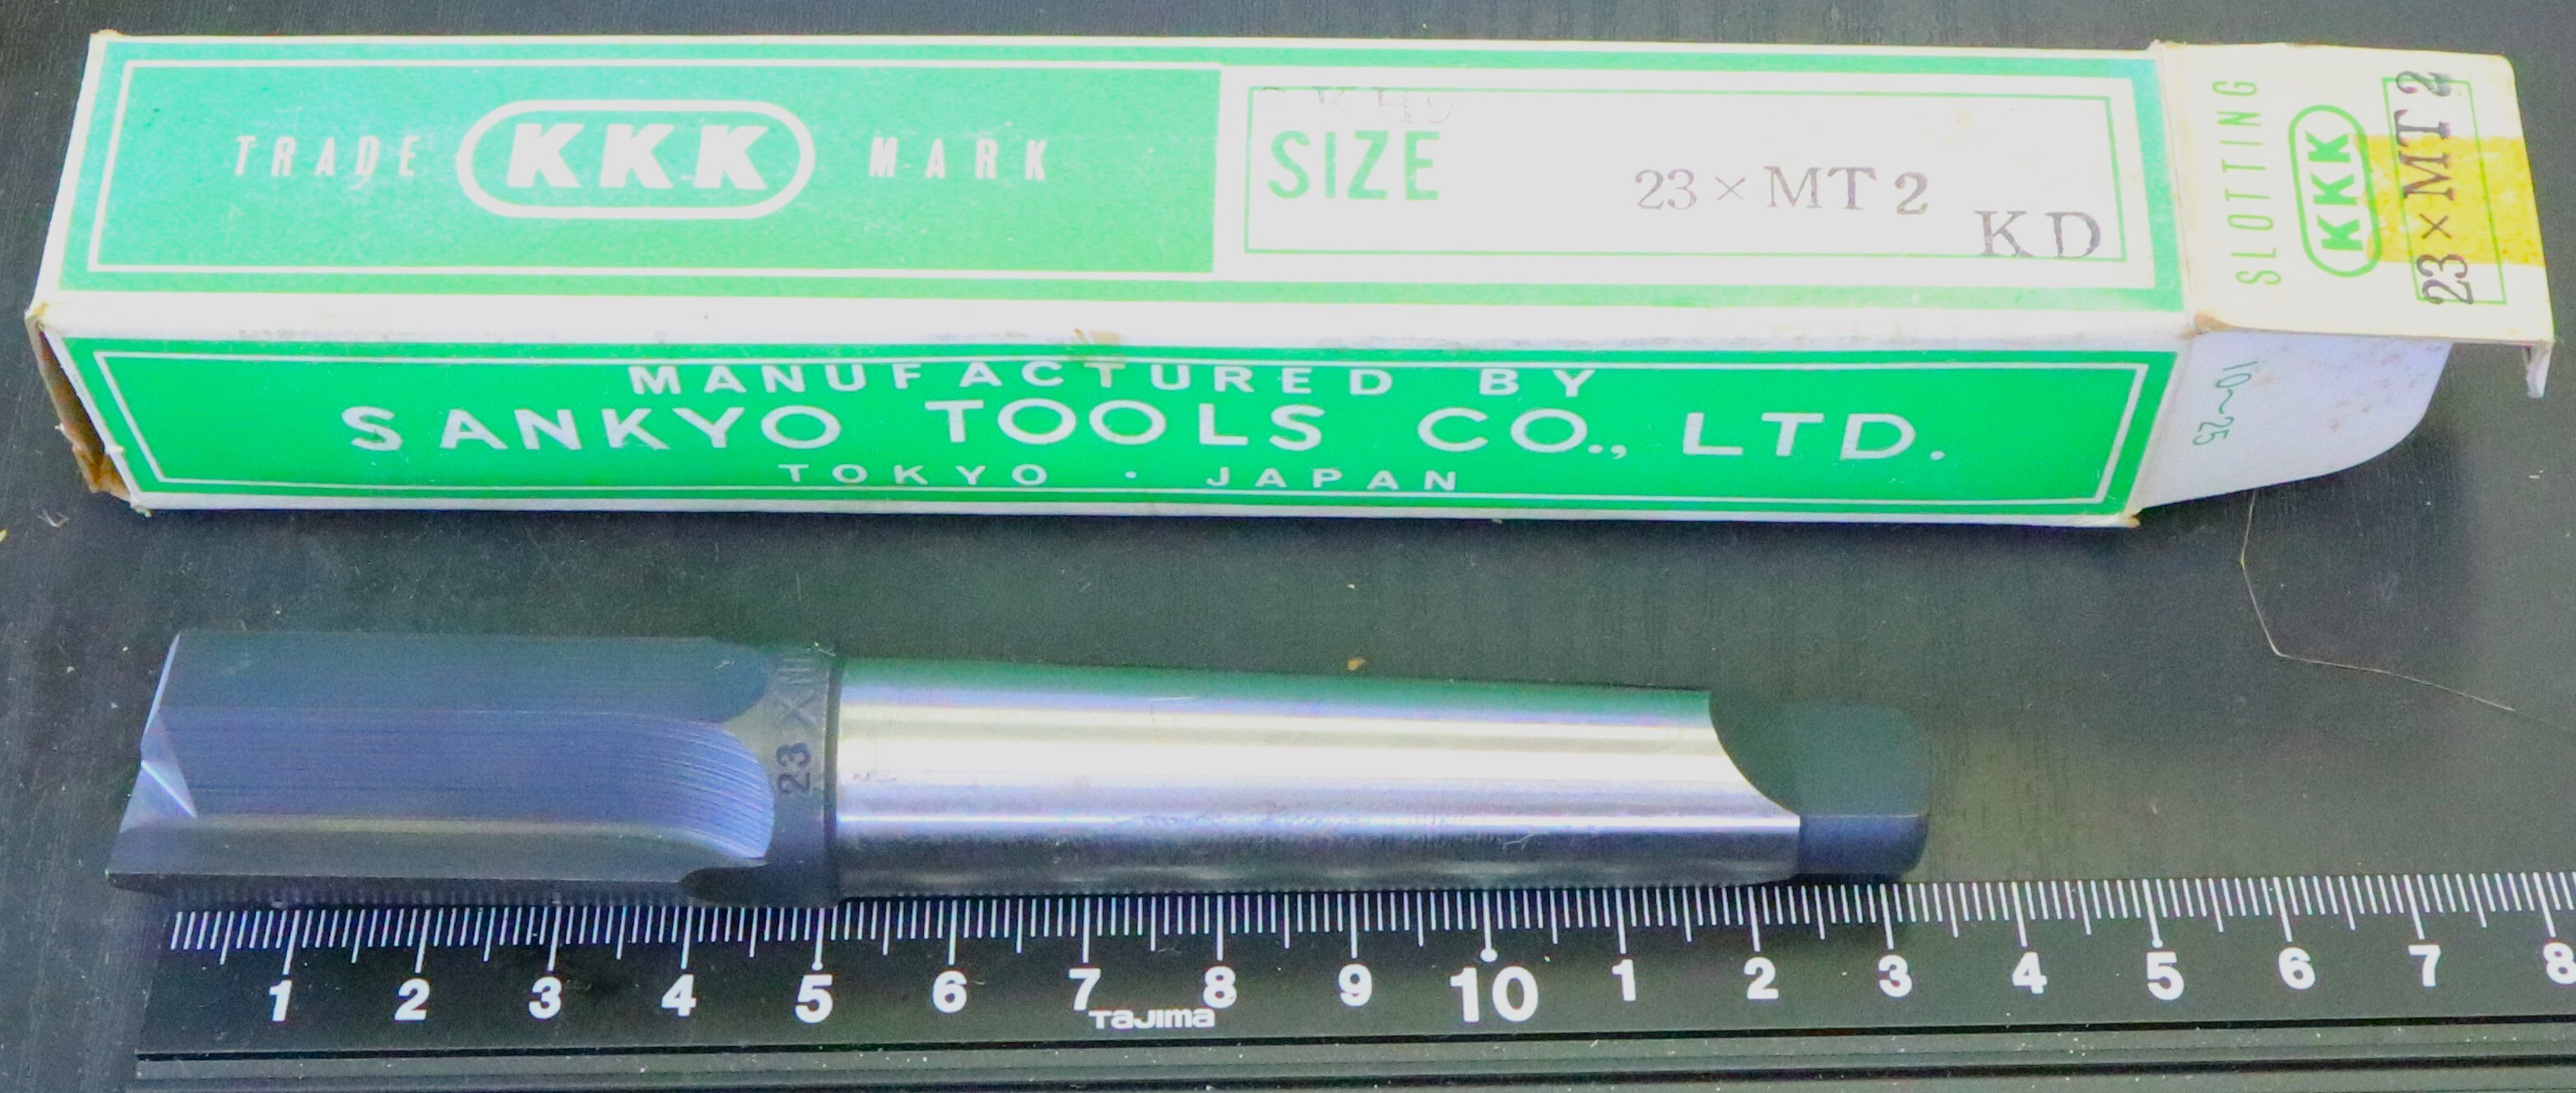 TRADE KKK MARK
SKH9
SIZE
23 × MT 2
KD
SLOTTING
KKK
23 × MT 2
MANUFACTURED BY
SANKYO TOOLS CO., LTD.
TOKYO · JAPAN
10~25
23 ×
1 2 3 4 5 6 7 8 9 10 1 2 3 4 5 6 7 8
Tajima